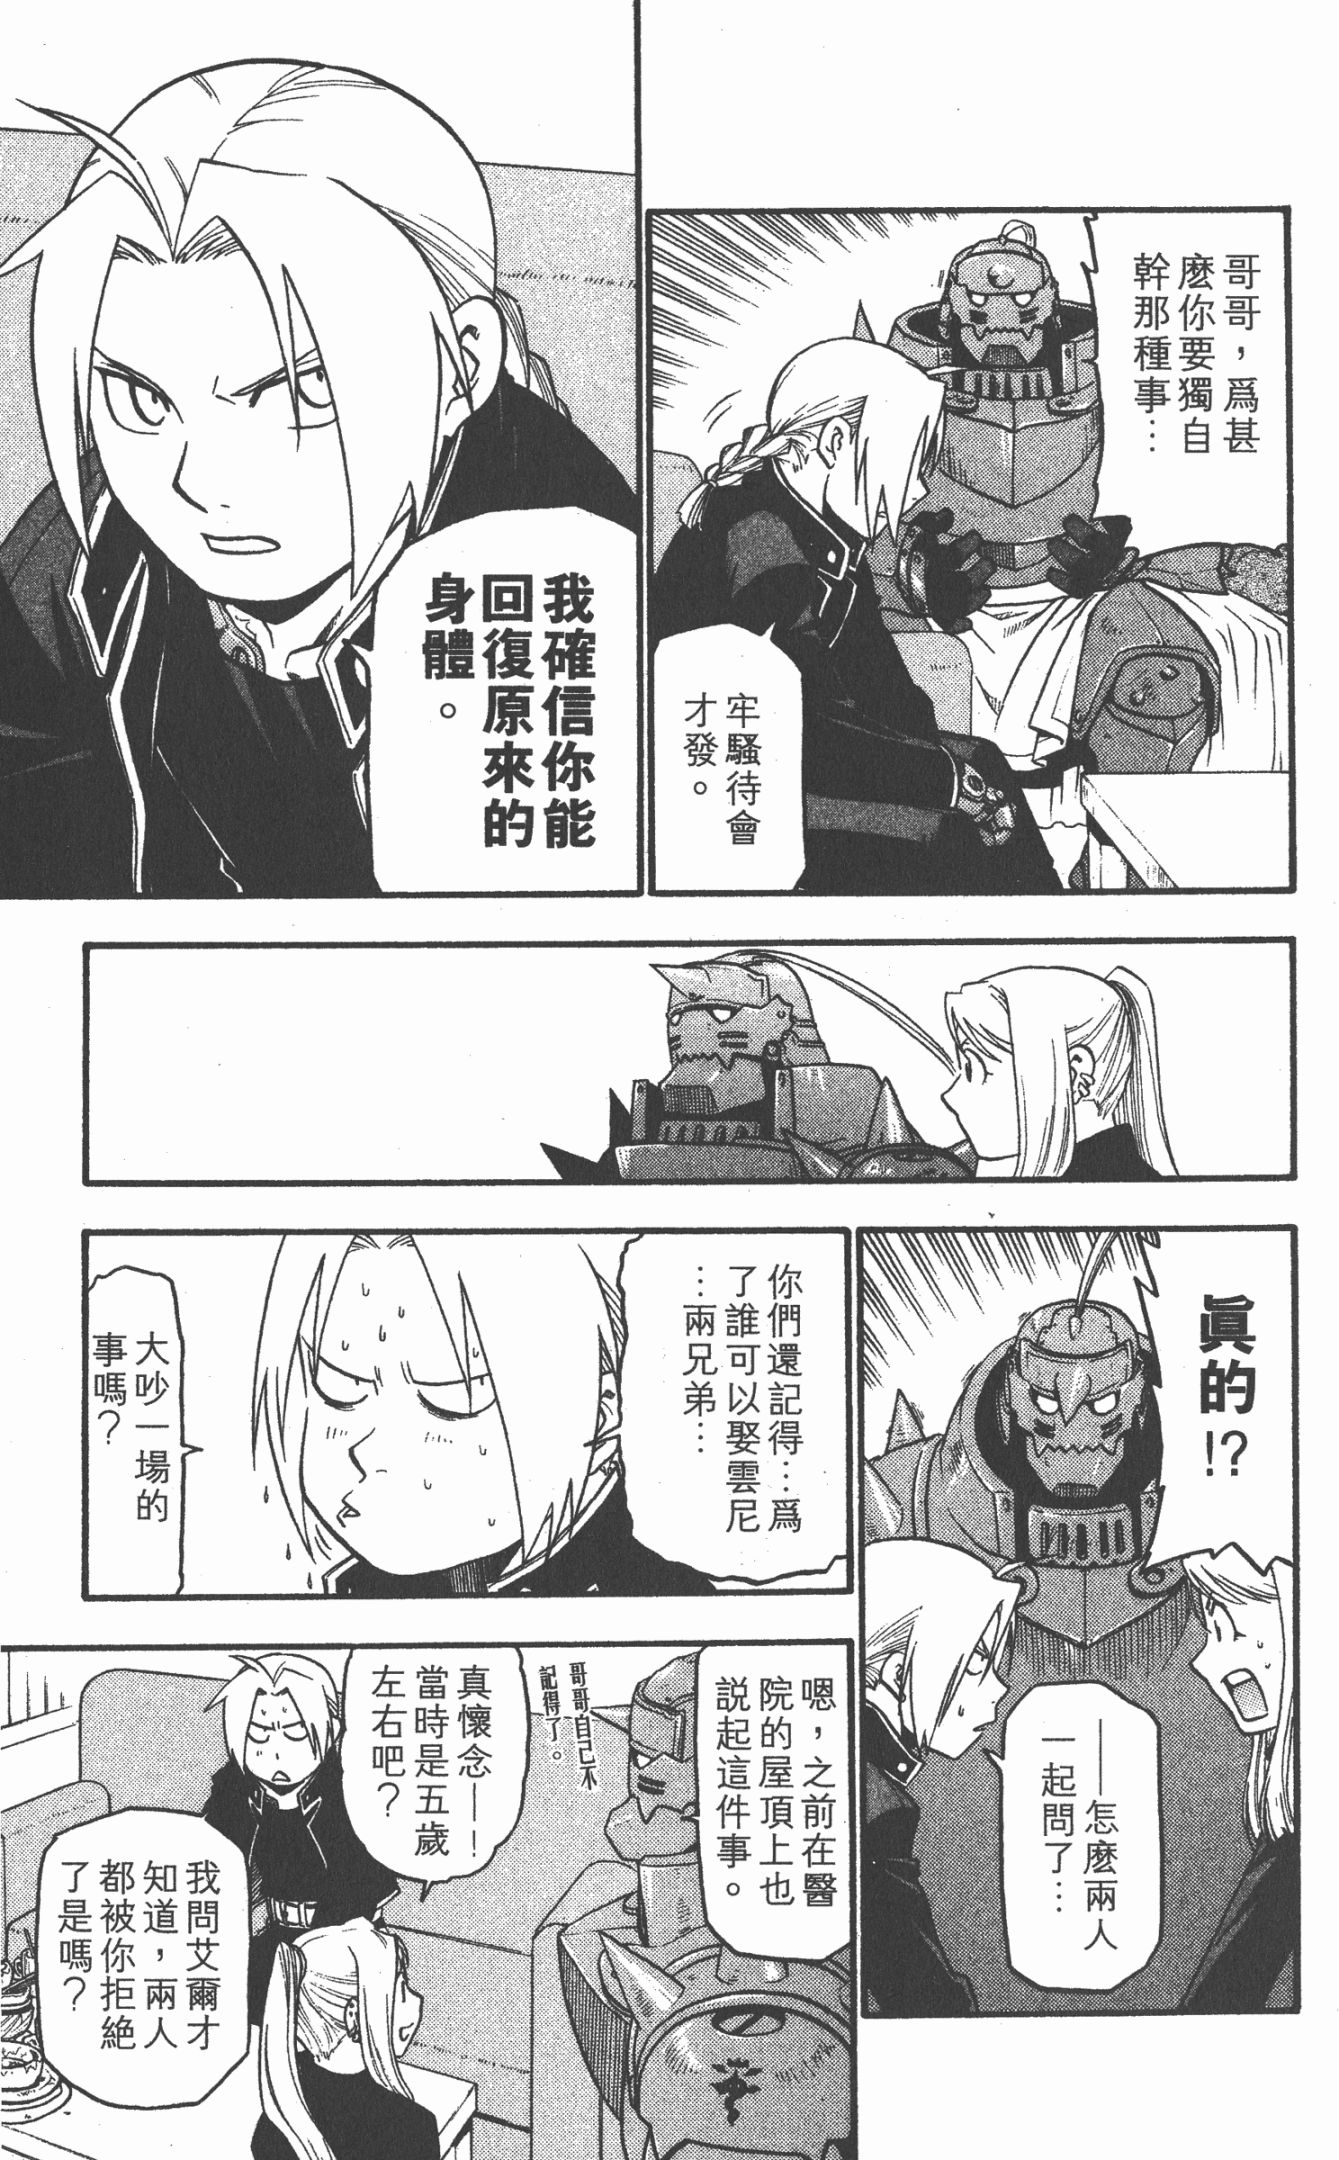 哥哥，爲甚
麽你要獨自
幹那種事…
牢騷待會
才發。
我確信你能
回復原來的
身體。
眞的!?
——怎麽兩人
一起問了…
你們還記得…爲
了誰可以娶雲尼
…兩兄弟…
大吵一場的
事嗎？
嗯，之前在醫
院的屋頂上也
説起這件事。
哥哥自己不
記得了。
真懷念——！
當時是五歲
左右吧？
我問艾爾才
知道，兩人
都被你拒絕
了是嗎？